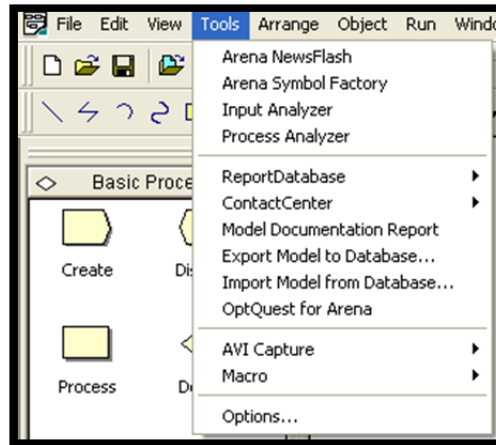 File Edit View Tools Arrange Object Run
Arena NewsFlash
Arena Symbol Factory
Input Analyzer
Process Analyzer
ReportDatabase
ContactCenter
Model Documentation Report
Export Model to Database...
Import Model from Database...
OptQuest for Arena
AVI Capture
Macro
Options...
Basic
Create
Process